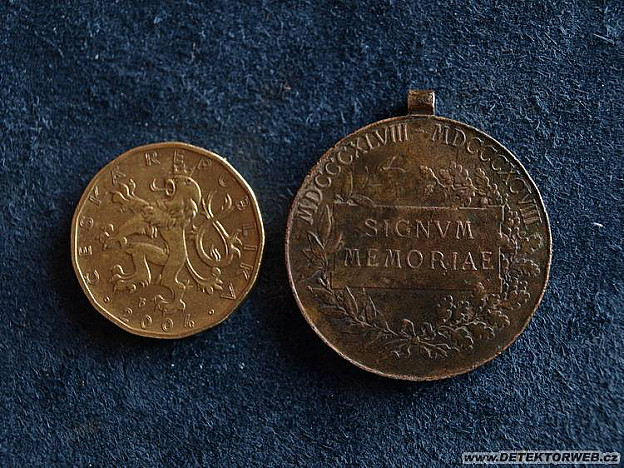 ČESKÁ REPUBLIKA
2004
MDCCCXLVIII – MDCCCXCVIII
SIGNVM
MEMORIAE
WWW.DETEKTORWEB.CZ